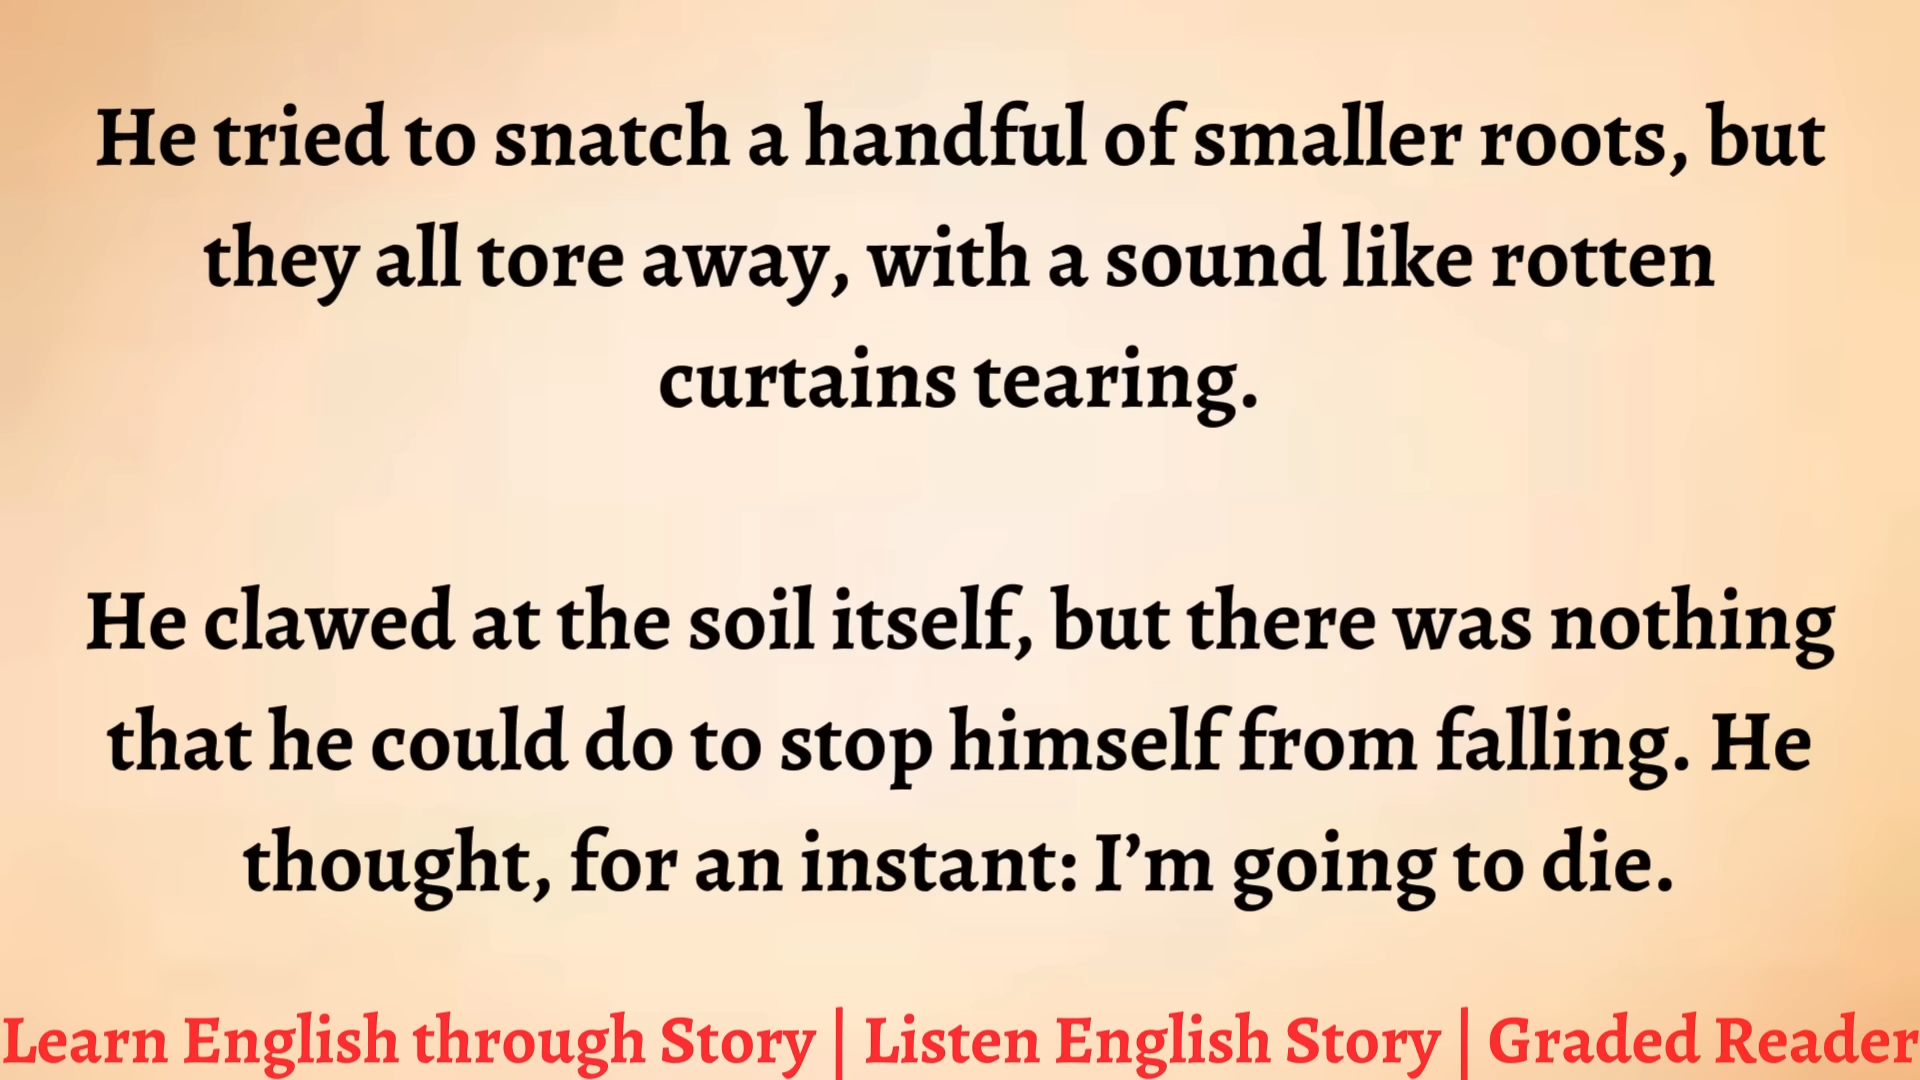 He tried to snatch a handful of smaller roots, but
they all tore away, with a sound like rotten
curtains tearing.
He clawed at the soil itself, but there was nothing
that he could do to stop himself from falling. He
thought, for an instant: I’m going to die.
Learn English through Story | Listen English Story | Graded Reader